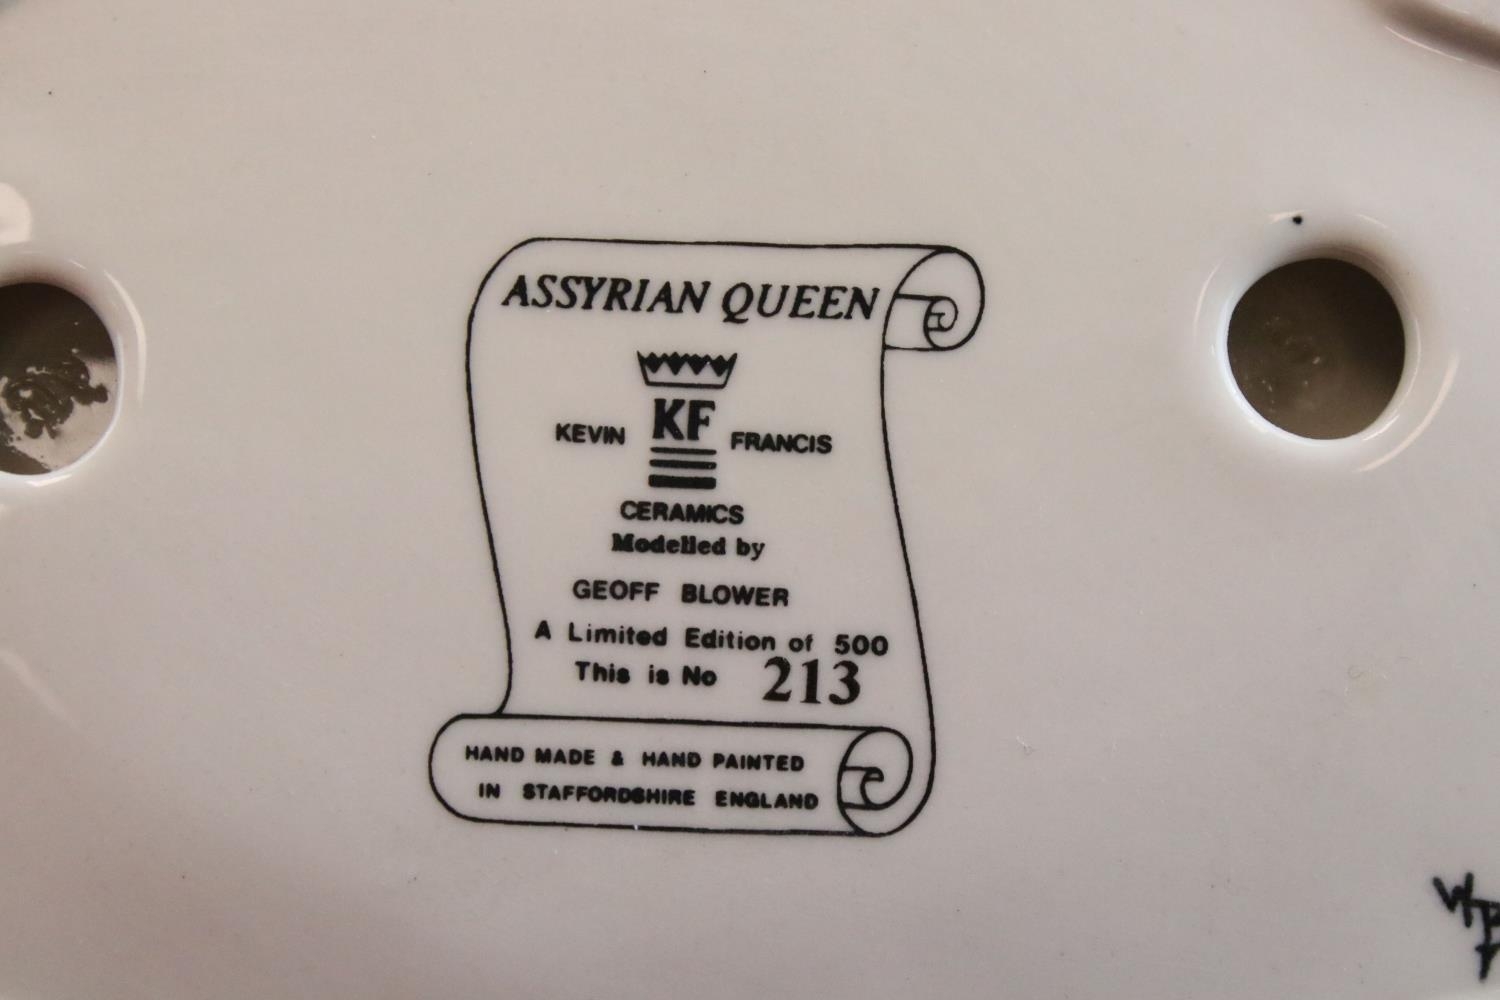 ASSYRIAN QUEEN
KEVIN KF FRANCIS
CERAMICS
Modelled by
GEOFF BLOWER
A Limited Edition of 500
This is No 213
HAND MADE & HAND PAINTED
IN STAFFORDSHIRE ENGLAND